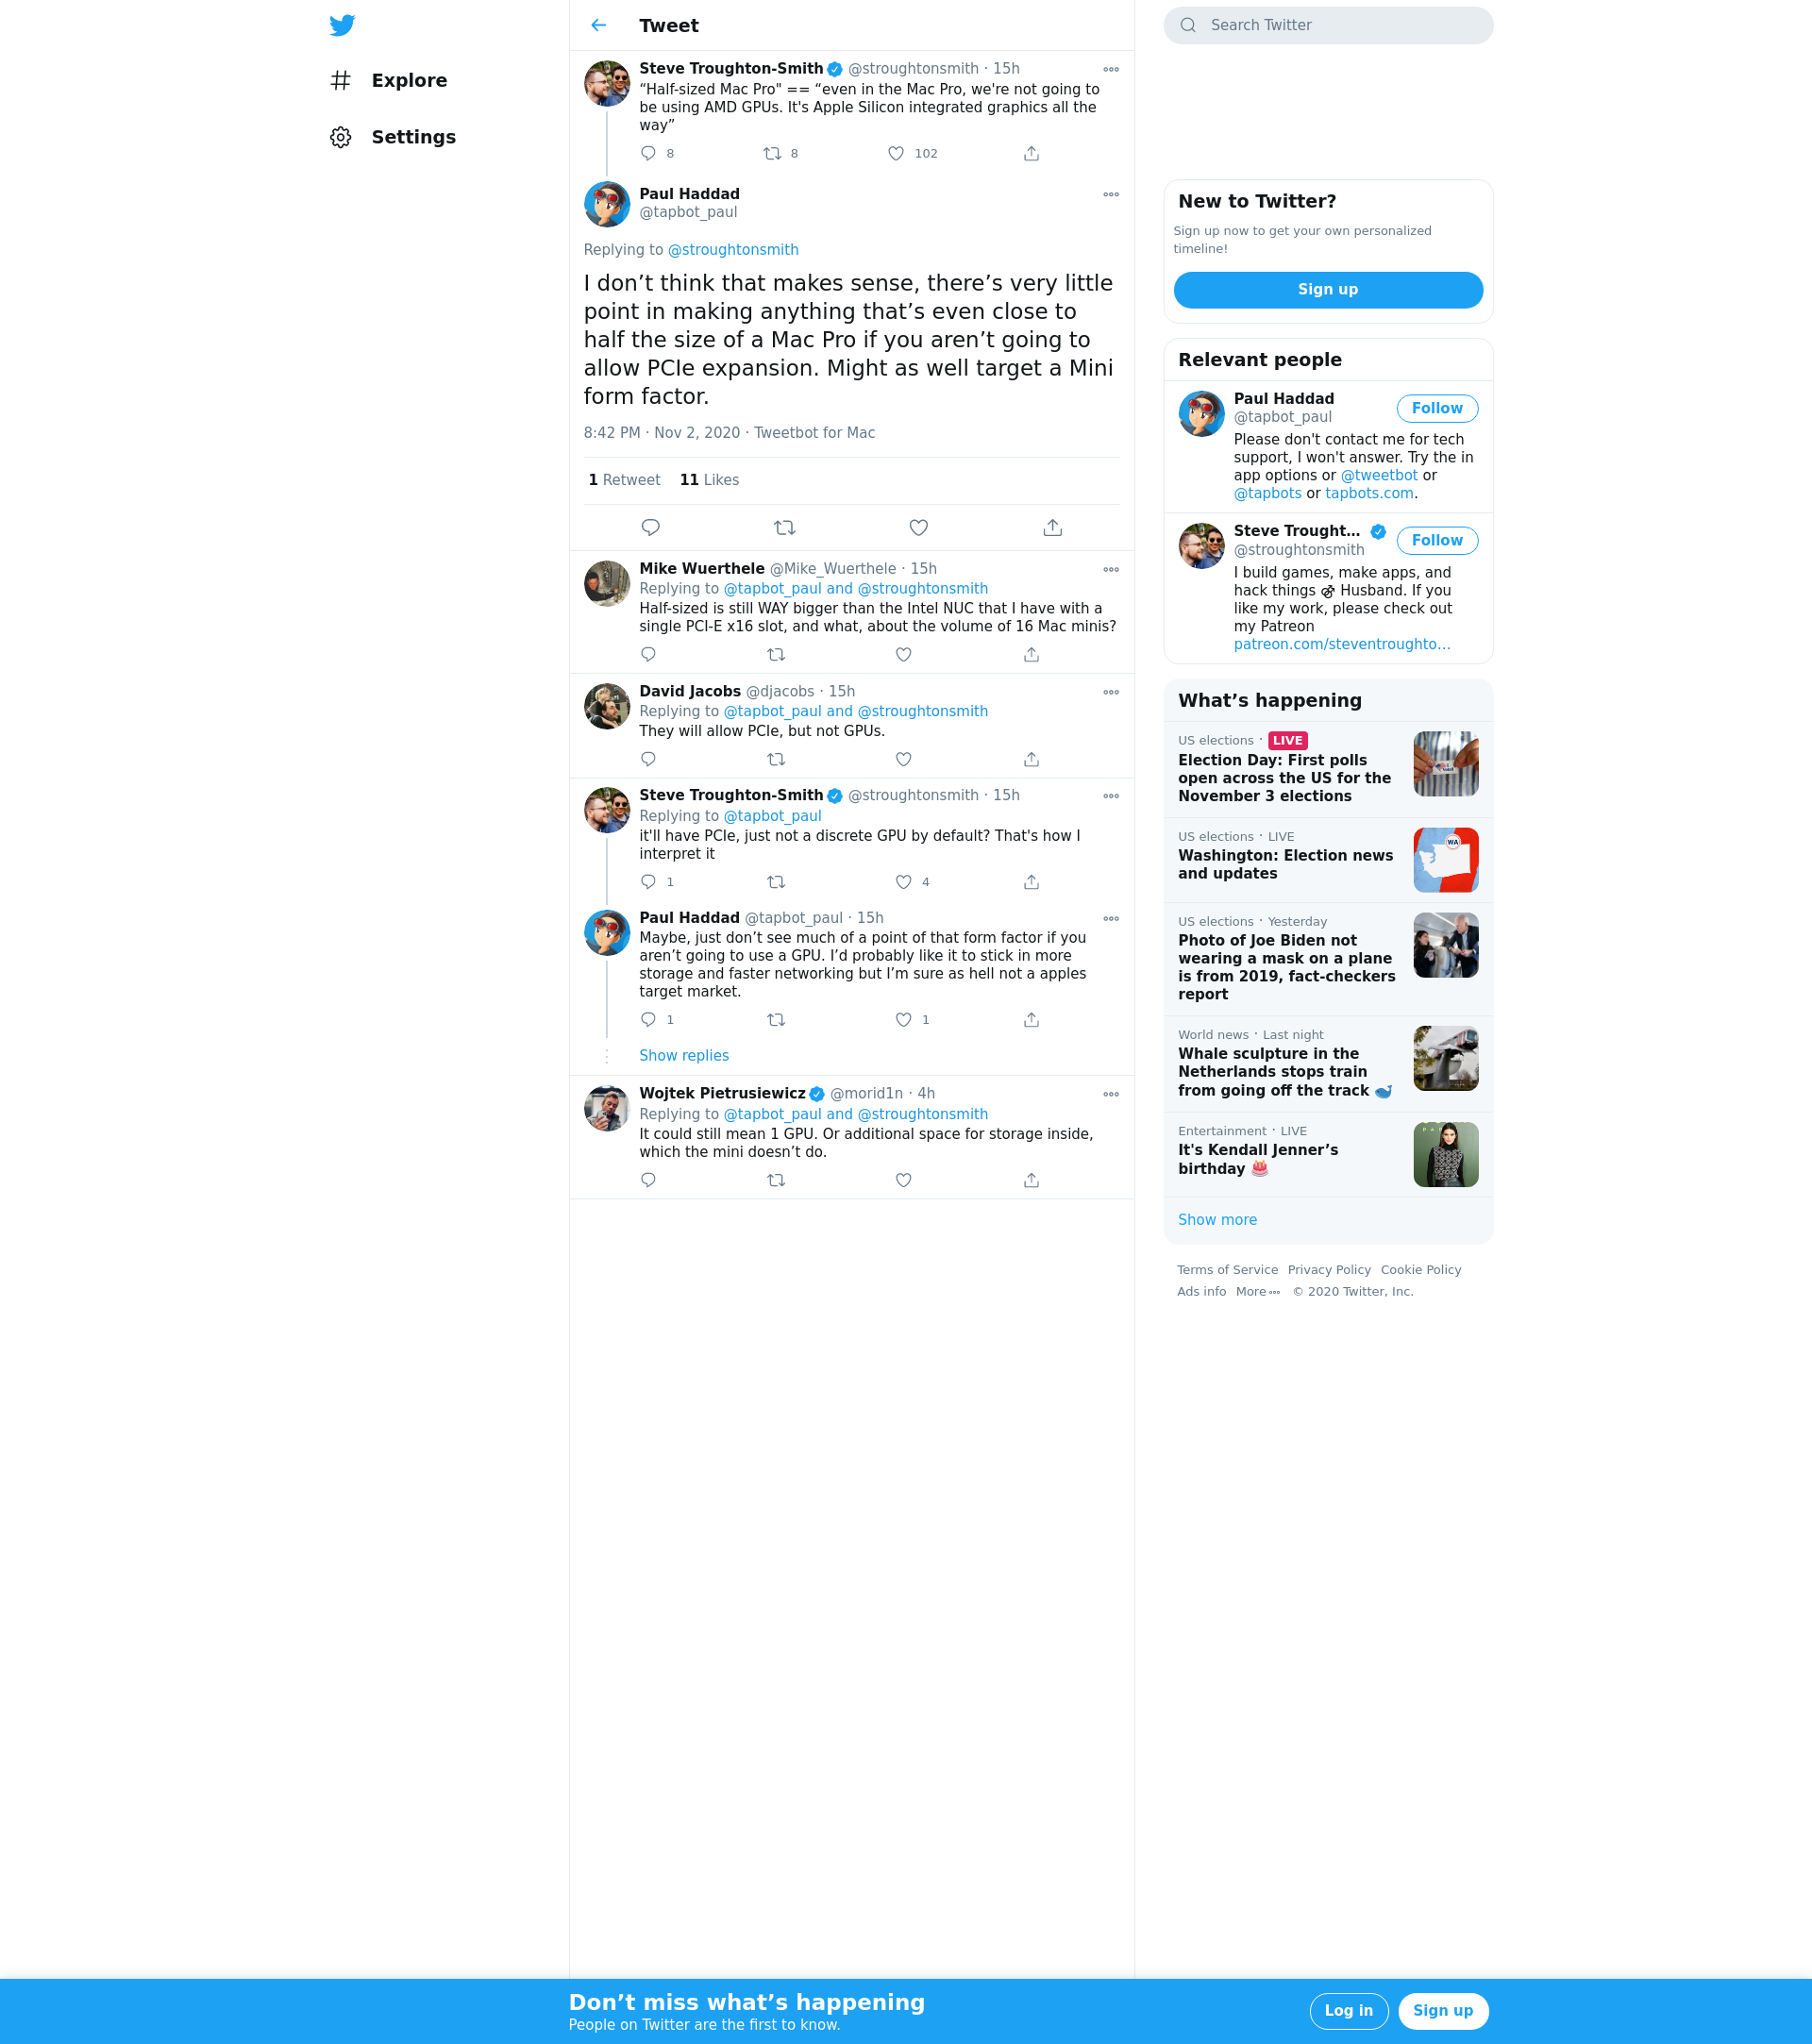 Explore
Settings
Tweet
Steve Troughton-Smith @stroughtonsmith · 15h
“Half-sized Mac Pro" == “even in the Mac Pro, we're not going to
be using AMD GPUs. It's Apple Silicon integrated graphics all the
way”
8 8 102
Paul Haddad
@tapbot_paul
Replying to @stroughtonsmith
I don’t think that makes sense, there’s very little
point in making anything that’s even close to
half the size of a Mac Pro if you aren’t going to
allow PCIe expansion. Might as well target a Mini
form factor.
8:42 PM · Nov 2, 2020 · Tweetbot for Mac
1 Retweet 11 Likes
Mike Wuerthele @Mike_Wuerthele · 15h
Replying to @tapbot_paul and @stroughtonsmith
Half-sized is still WAY bigger than the Intel NUC that I have with a
single PCI-E x16 slot, and what, about the volume of 16 Mac minis?
David Jacobs @djacobs · 15h
Replying to @tapbot_paul and @stroughtonsmith
They will allow PCIe, but not GPUs.
Steve Troughton-Smith @stroughtonsmith · 15h
Replying to @tapbot_paul
it'll have PCIe, just not a discrete GPU by default? That's how I
interpret it
1 4
Paul Haddad @tapbot_paul · 15h
Maybe, just don’t see much of a point of that form factor if you
aren’t going to use a GPU. I’d probably like it to stick in more
storage and faster networking but I’m sure as hell not a apples
target market.
1 1
Show replies
Wojtek Pietrusiewicz @morid1n · 4h
Replying to @tapbot_paul and @stroughtonsmith
It could still mean 1 GPU. Or additional space for storage inside,
which the mini doesn’t do.
Search Twitter
New to Twitter?
Sign up now to get your own personalized
timeline!
Sign up
Relevant people
Paul Haddad
@tapbot_paul
Follow
Please don't contact me for tech
support, I won't answer. Try the in
app options or @tweetbot or
@tapbots or tapbots.com.
Steve Trought…
@stroughtonsmith
Follow
I build games, make apps, and
hack things ⚣ Husband. If you
like my work, please check out
my Patreon
patreon.com/steventroughto…
What’s happening
US elections · LIVE
Election Day: First polls
open across the US for the
November 3 elections
US elections · LIVE
Washington: Election news
and updates
WA
US elections · Yesterday
Photo of Joe Biden not
wearing a mask on a plane
is from 2019, fact-checkers
report
World news · Last night
Whale sculpture in the
Netherlands stops train
from going off the track 🐋
Entertainment · LIVE
It's Kendall Jenner’s
birthday 🎂
Show more
Terms of Service Privacy Policy Cookie Policy
Ads info More © 2020 Twitter, Inc.
Don’t miss what’s happening
People on Twitter are the first to know.
Log in
Sign up